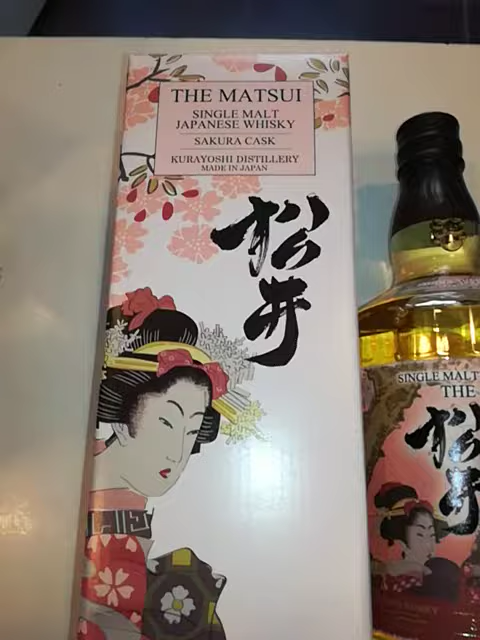 THE MATSUI
SINGLE MALT
JAPANESE WHISKY
SAKURA CASK
KURAYOSHI DISTILLERY
MADE IN JAPAN
松井
SINGLE MALT
THE
松井